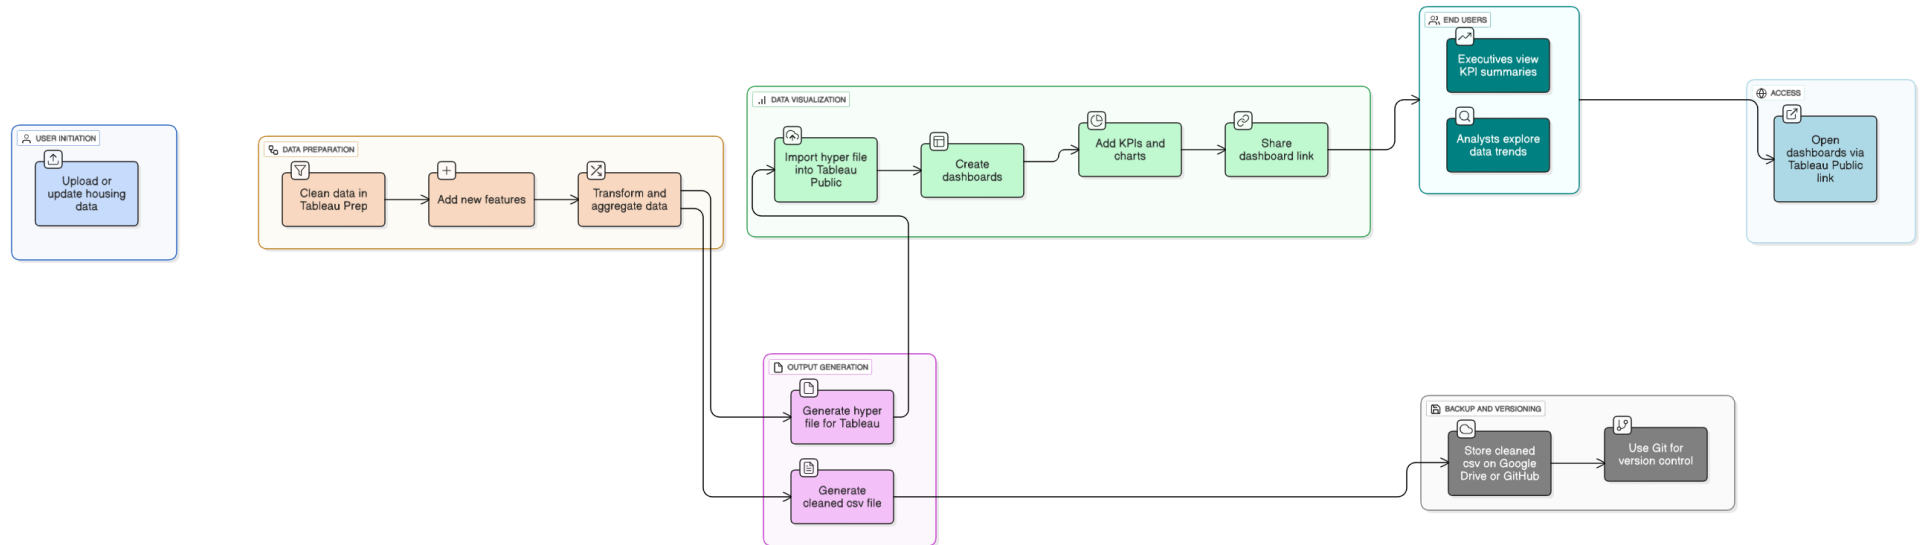 USER INITIATION
Upload or
update housing
data
DATA PREPARATION
Clean data in
Tableau Prep
Add new features
Transform and
aggregate data
DATA VISUALIZATION
Import hyper file
into Tableau
Public
Create
dashboards
Add KPIs and
charts
Share
dashboard link
END USERS
Executives view
KPI summaries
Analysts explore
data trends
ACCESS
Open
dashboards via
Tableau Public
link
OUTPUT GENERATION
Generate hyper
file for Tableau
Generate
cleaned csv file
BACKUP AND VERSIONING
Store cleaned
csv on Google
Drive or GitHub
Use Git for
version control